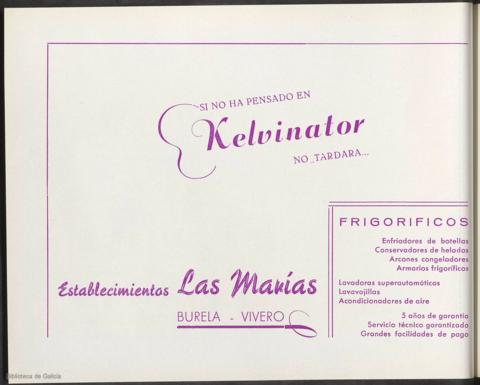 SI NO HA PENSADO EN
Kelvinator
NO TARDARA...
FRIGORIFICOS
Enfriadores de botellas
Conservadores de helados
Arcones congeladores
Armarios frigoríficos
Lavadoras superautomáticas
Lavavajillas
Acondicionadores de aire
5 años de garantía
Servicio técnico garantizado
Grandes facilidades de pago
Establecimientos Las Marías
BURELA - VIVERO
Biblioteca de Galicia